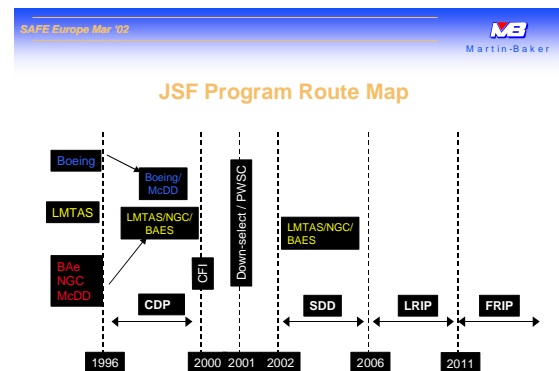 SAFE Europe Mar '02
MB
Martin-Baker
JSF Program Route Map
Boeing
Boeing/
McDD
LMTAS
LMTAS/NGC/
BAES
BAe
NGC
McDD
CFI
Down-select / PWSC
LMTAS/NGC/
BAES
CDP
SDD
LRIP
FRIP
1996
2000
2001
2002
2006
2011